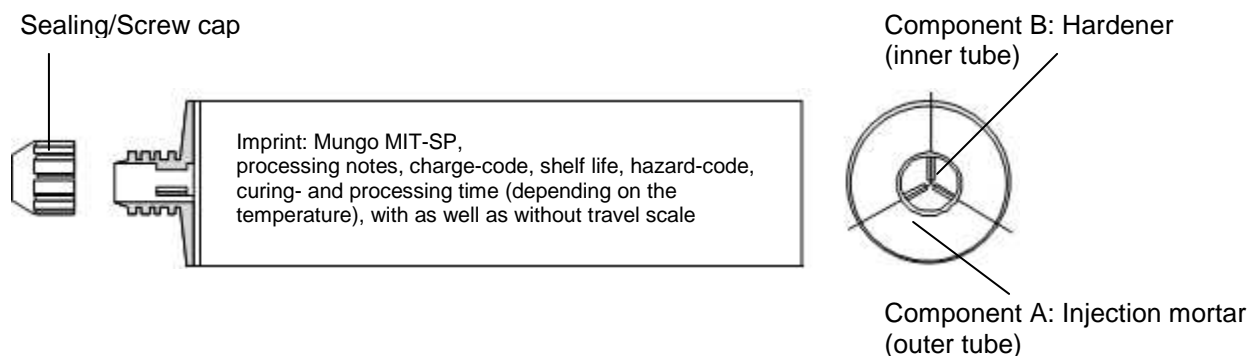 Sealing/Screw cap
Component B: Hardener
(inner tube)
Imprint: Mungo MIT-SP,
processing notes, charge-code, shelf life, hazard-code,
curing- and processing time (depending on the
temperature), with as well as without travel scale
Component A: Injection mortar
(outer tube)